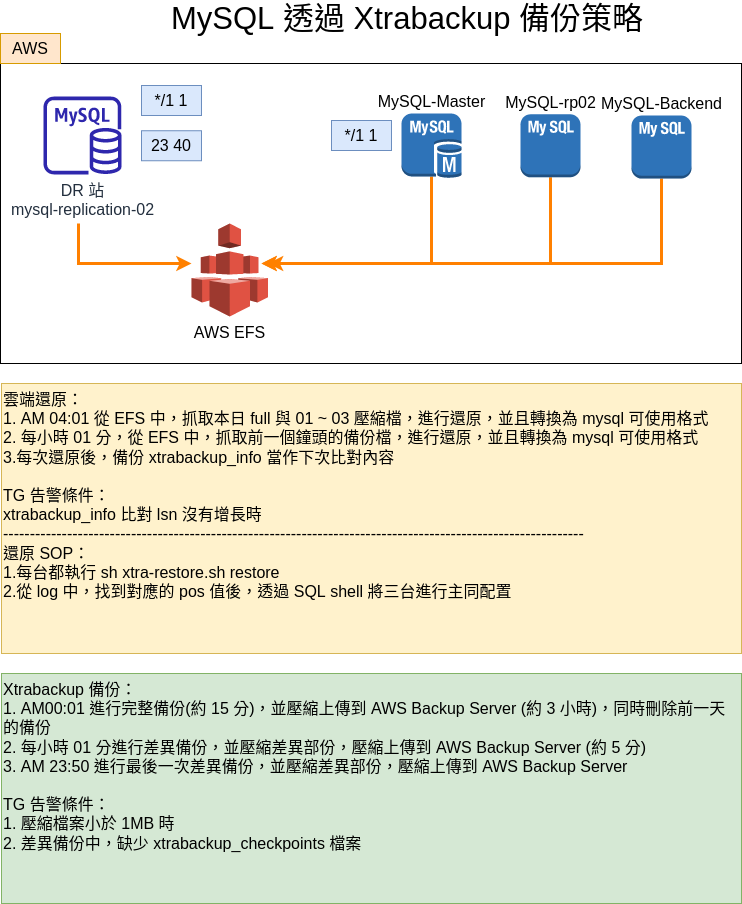 MySQL 透過 Xtrabackup 備份策略
AWS
*/1 1
23 40
MySQL
DR 站
mysql-replication-02
*/1 1
MySQL-Master
MySQL
M
MySQL-rp02
My SQL
MySQL-Backend
My SQL
AWS EFS
雲端還原：
1. AM 04:01 從 EFS 中，抓取本日 full 與 01 ~ 03 壓縮檔，進行還原，並且轉換為 mysql 可使用格式
2. 每小時 01 分，從 EFS 中，抓取前一個鐘頭的備份檔，進行還原，並且轉換為 mysql 可使用格式
3.每次還原後，備份 xtrabackup_info 當作下次比對內容
TG 告警條件：
xtrabackup_info 比對 lsn 沒有增長時
------------------------------------------------------------------------------------------------------------
還原 SOP：
1.每台都執行 sh xtra-restore.sh restore
2.從 log 中，找到對應的 pos 值後，透過 SQL shell 將三台進行主同配置
Xtrabackup 備份：
1. AM00:01 進行完整備份(約 15 分)，並壓縮上傳到 AWS Backup Server (約 3 小時)，同時刪除前一天
的備份
2. 每小時 01 分進行差異備份，並壓縮差異部份，壓縮上傳到 AWS Backup Server (約 5 分)
3. AM 23:50 進行最後一次差異備份，並壓縮差異部份，壓縮上傳到 AWS Backup Server
TG 告警條件：
1. 壓縮檔案小於 1MB 時
2. 差異備份中，缺少 xtrabackup_checkpoints 檔案